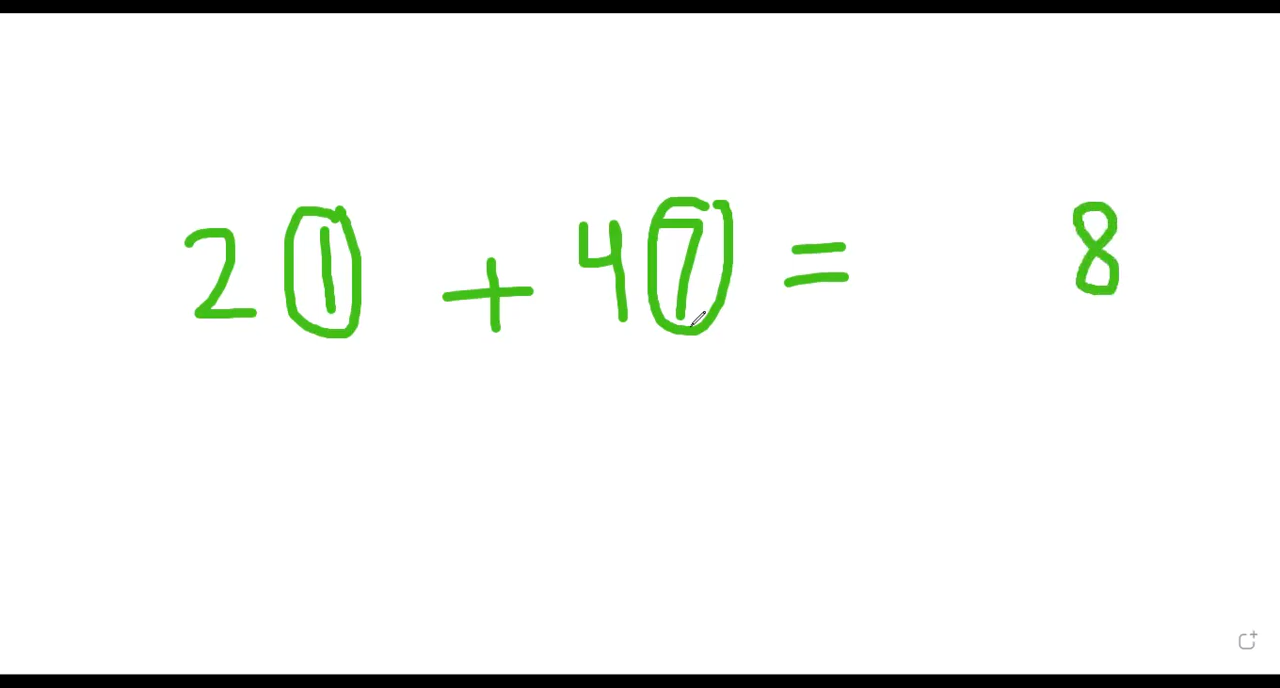 21 + 47 = 8